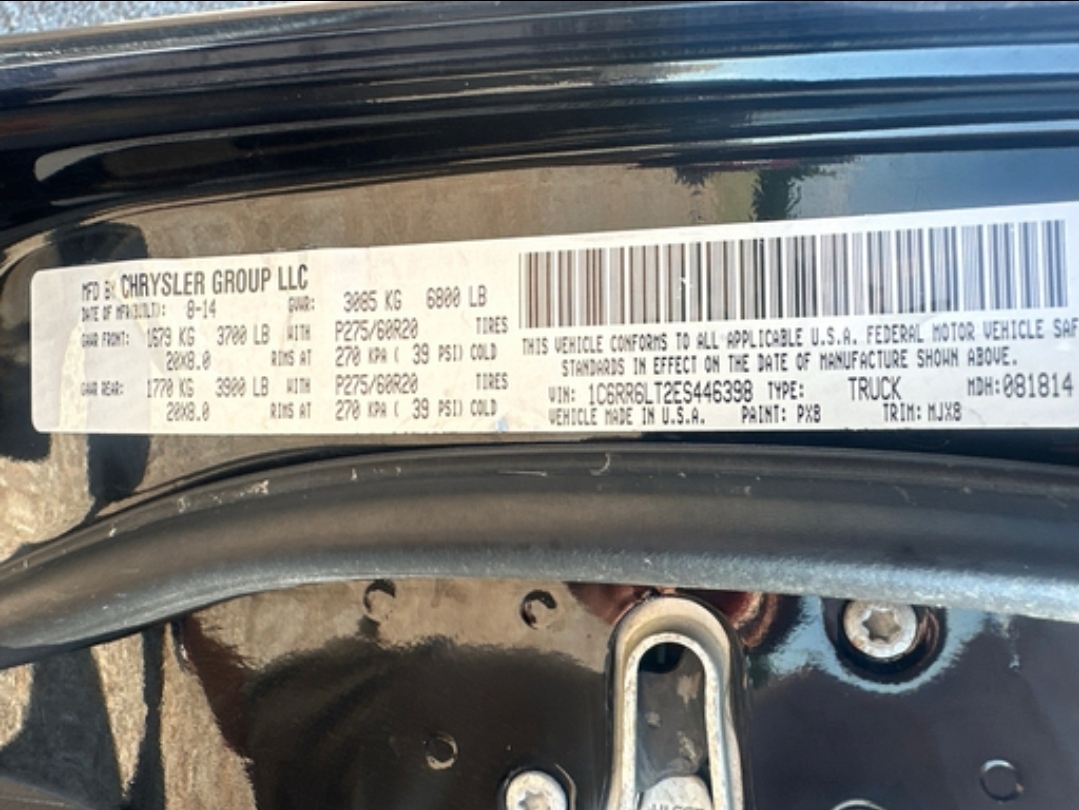 MFD BY CHRYSLER GROUP LLC
DATE OF MFR(BUILT): 8-14 GVWR: 3085 KG 6800 LB
GAWR FRONT: 1679 KG 3700 LB WITH P275/60R20 TIRES
20X8.0 RIMS AT 270 KPA ( 39 PSI) COLD
GAWR REAR: 1770 KG 3900 LB WITH P275/60R20 TIRES
20X8.0 RIMS AT 270 KPA ( 39 PSI) COLD
THIS VEHICLE CONFORMS TO ALL APPLICABLE U.S.A. FEDERAL MOTOR VEHICLE SAF
STANDARDS IN EFFECT ON THE DATE OF MANUFACTURE SHOWN ABOVE.
VIN: 1C6RR6LT2ES446398 TYPE: TRUCK MDH: 081814
VEHICLE MADE IN U.S.A. PAINT: PX8 TRIM: MJX8